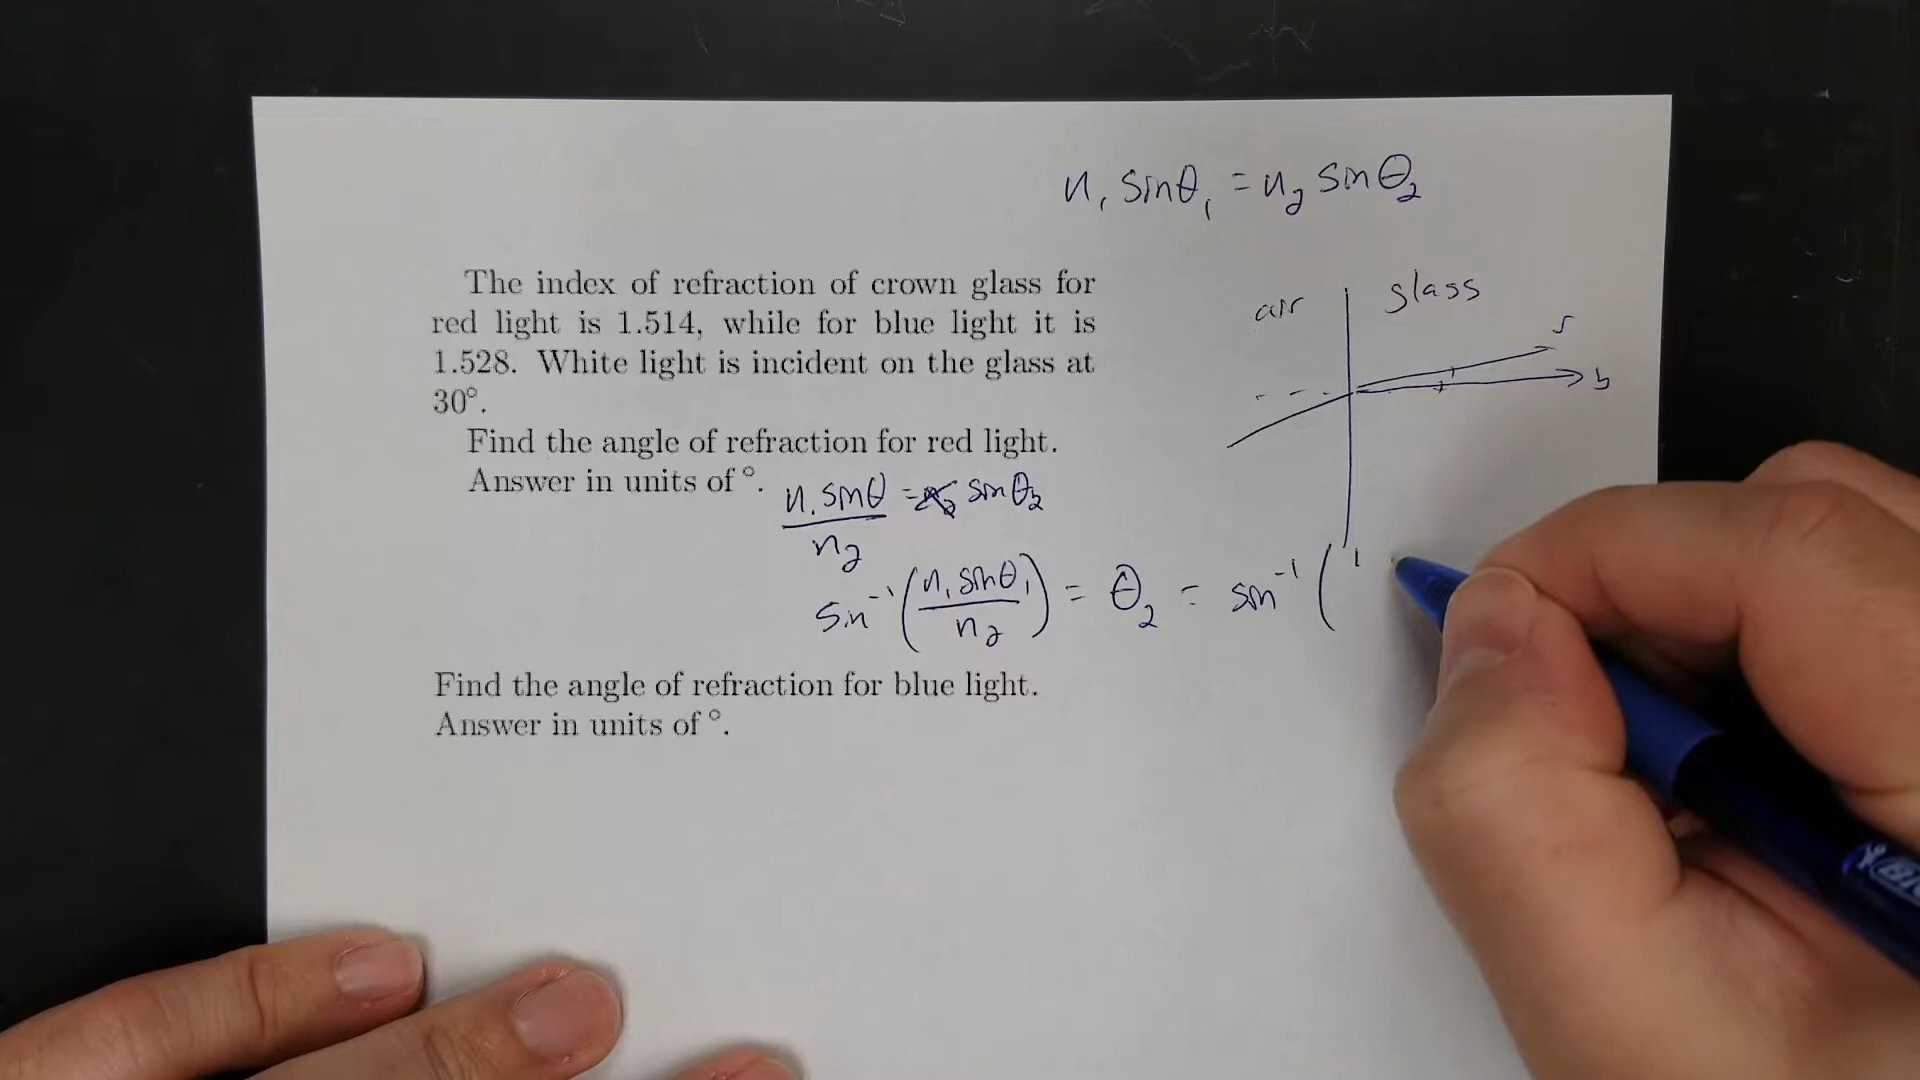 n₁ sinθ₁ = n₂ sinθ₂
The index of refraction of crown glass for
red light is 1.514, while for blue light it is
1.528. White light is incident on the glass at
30°.
air glass
r
b
Find the angle of refraction for red light.
Answer in units of °.
n₁ sinθ = n₂ sinθ₂
n₂
sin⁻¹(n₁ sinθ₁ / n₂) = θ₂ = sin⁻¹( 1
Find the angle of refraction for blue light.
Answer in units of °.